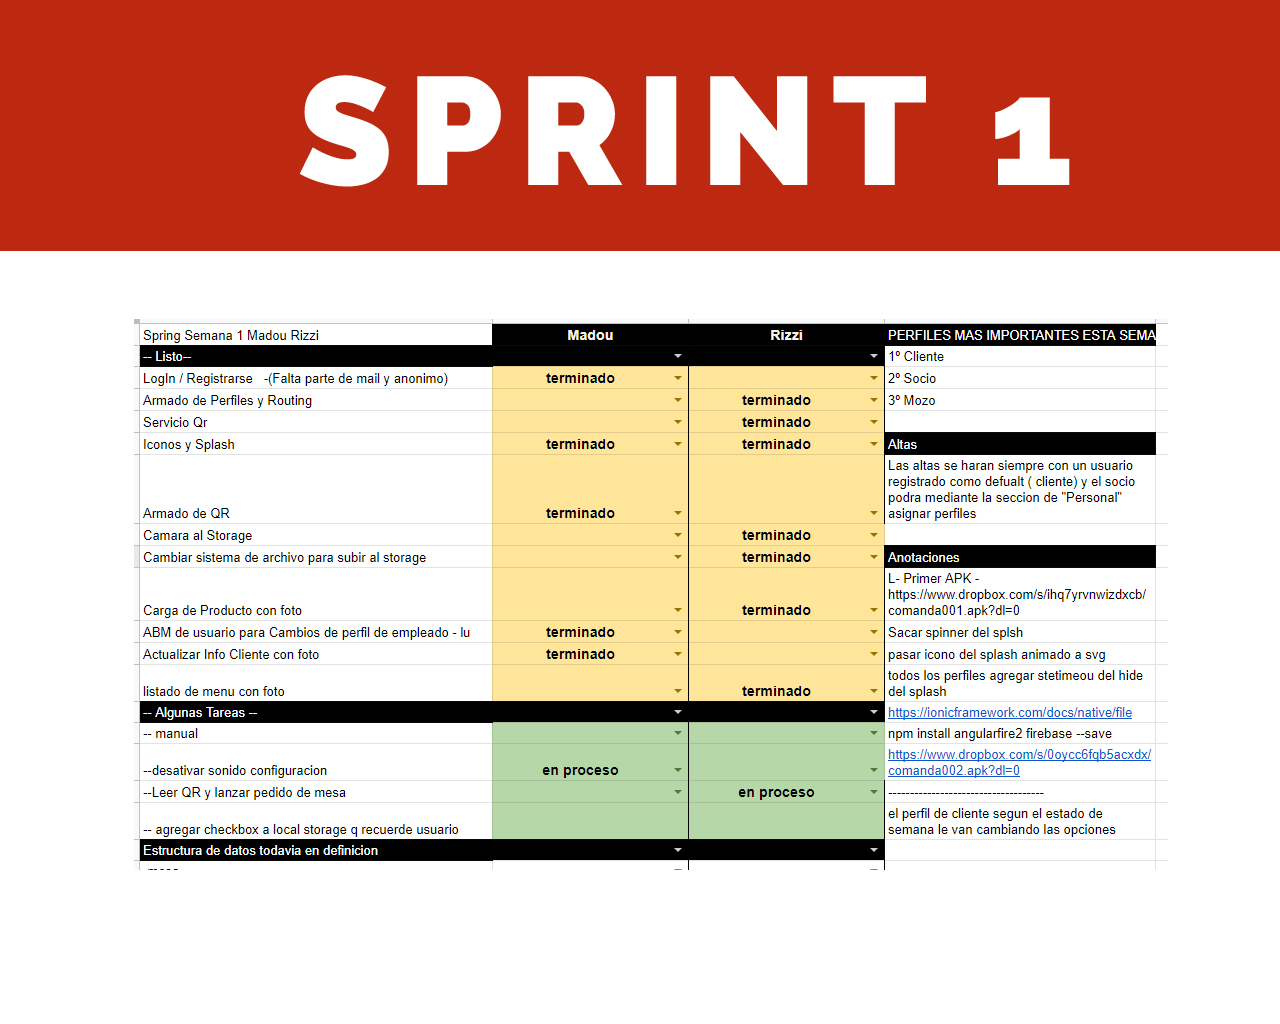 SPRINT 1
Spring Semana 1 Madou Rizzi Madou Rizzi PERFILES MAS IMPORTANTES ESTA SEMA
-- Listo-- 1º Cliente
LogIn / Registrarse -(Falta parte de mail y anonimo) terminado 2º Socio
Armado de Perfiles y Routing terminado 3º Mozo
Servicio Qr terminado
Iconos y Splash terminado terminado Altas
Las altas se haran siempre con un usuario
registrado como defualt ( cliente) y el socio
podra mediante la seccion de "Personal"
Armado de QR terminado asignar perfiles
Camara al Storage terminado
Cambiar sistema de archivo para subir al storage terminado Anotaciones
L- Primer APK -
https://www.dropbox.com/s/ihq7yrvnwizdxcb/
Carga de Producto con foto terminado comanda001.apk?dl=0
ABM de usuario para Cambios de perfil de empleado - lu terminado Sacar spinner del splsh
Actualizar Info Cliente con foto terminado pasar icono del splash animado a svg
todos los perfiles agregar stetimeou del hide
listado de menu con foto terminado del splash
-- Algunas Tareas -- https://ionicframework.com/docs/native/file
-- manual npm install angularfire2 firebase --save
https://www.dropbox.com/s/0oycc6fqb5acxdx/
--desativar sonido configuracion en proceso comanda002.apk?dl=0
--Leer QR y lanzar pedido de mesa en proceso ------------------------------------
el perfil de cliente segun el estado de
-- agregar checkbox a local storage q recuerde usuario semana le van cambiando las opciones
Estructura de datos todavia en definicion